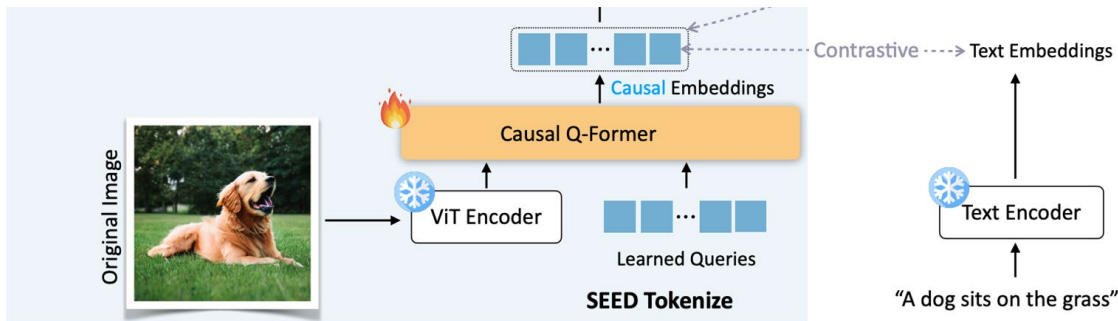 Contrastive
Text Embeddings
Causal Embeddings
Causal Q-Former
Original Image
ViT Encoder
Text Encoder
Learned Queries
SEED Tokenize
“A dog sits on the grass”